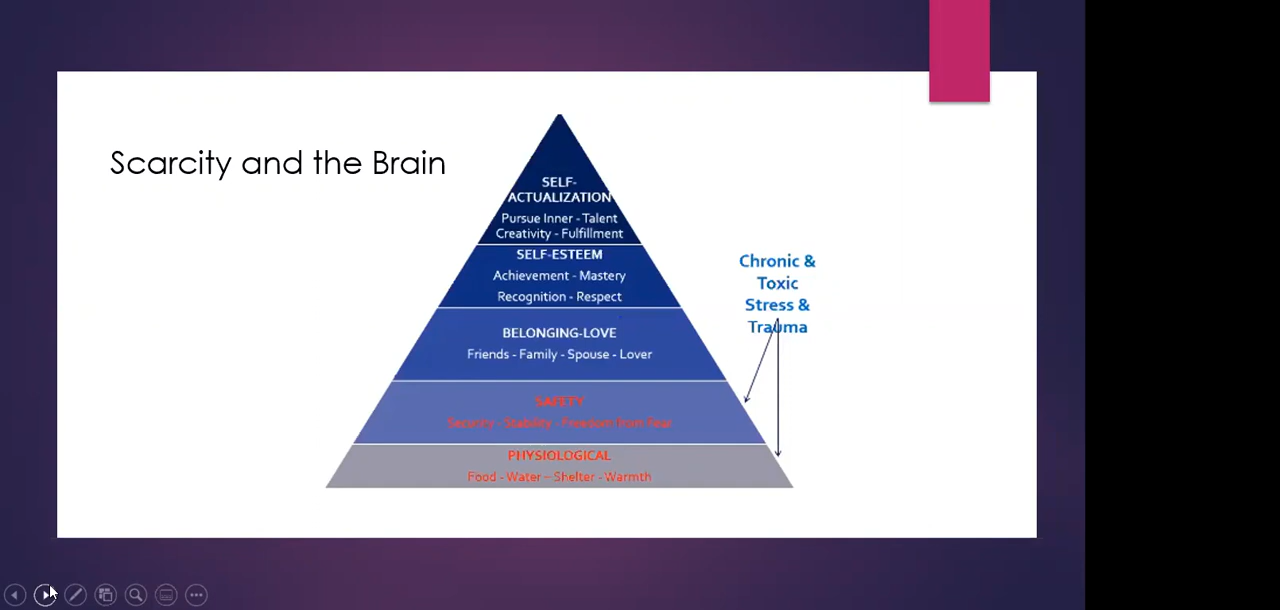 Scarcity and the Brain
SELF-
ACTUALIZATION
Pursue Inner - Talent
Creativity - Fulfillment
SELF-ESTEEM
Achievement - Mastery
Recognition - Respect
BELONGING-LOVE
Friends - Family - Spouse - Lover
SAFETY
Security - Stability - Freedom from Fear
PHYSIOLOGICAL
Food - Water – Shelter - Warmth
Chronic &
Toxic
Stress &
Trauma